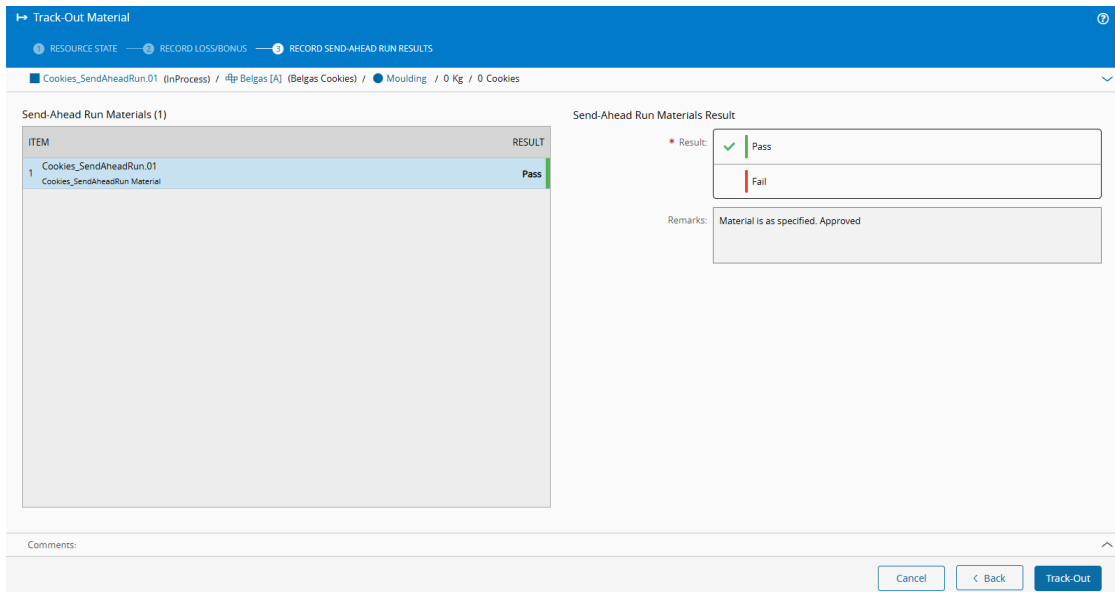 Track-Out Material
1 RESOURCE STATE 2 RECORD LOSS/BONUS 3 RECORD SEND-AHEAD RUN RESULTS
Cookies_SendAheadRun.01 (InProcess) / Belgas [A] (Belgas Cookies) / Moulding / 0 Kg / 0 Cookies
Send-Ahead Run Materials (1)
ITEM RESULT
1 Cookies_SendAheadRun.01 Pass
Cookies_SendAheadRun Material
Send-Ahead Run Materials Result
* Result: Pass
Fail
Remarks: Material is as specified. Approved
Comments:
Cancel < Back Track-Out